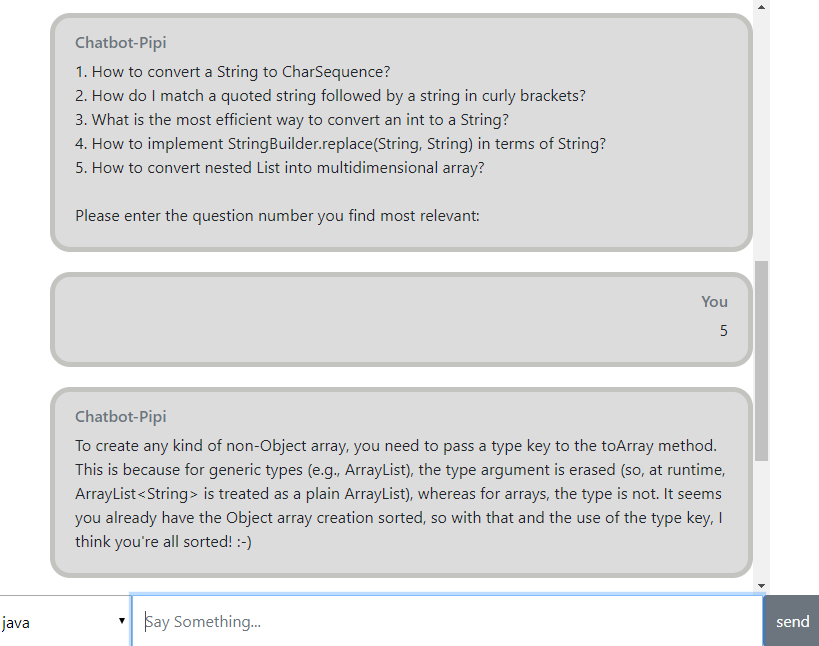 Chatbot-Pipi
1. How to convert a String to CharSequence?
2. How do I match a quoted string followed by a string in curly brackets?
3. What is the most efficient way to convert an int to a String?
4. How to implement StringBuilder.replace(String, String) in terms of String?
5. How to convert nested List into multidimensional array?
Please enter the question number you find most relevant:
You
5
Chatbot-Pipi
To create any kind of non-Object array, you need to pass a type key to the toArray method.
This is because for generic types (e.g., ArrayList), the type argument is erased (so, at runtime,
ArrayList<String> is treated as a plain ArrayList), whereas for arrays, the type is not. It seems
you already have the Object array creation sorted, so with that and the use of the type key, I
think you're all sorted! :-)
java
Say Something...
send